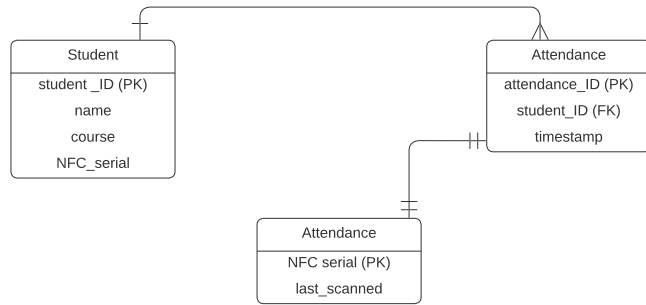 Student
student _ID (PK)
name
course
NFC_serial
Attendance
attendance_ID (PK)
student_ID (FK)
timestamp
Attendance
NFC serial (PK)
last_scanned